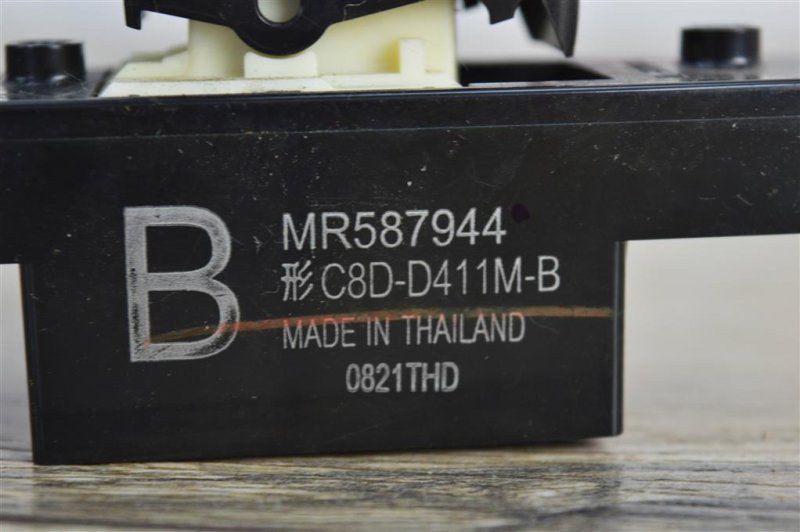 B
MR587944
形 C8D-D411M-B
MADE IN THAILAND
0821THD